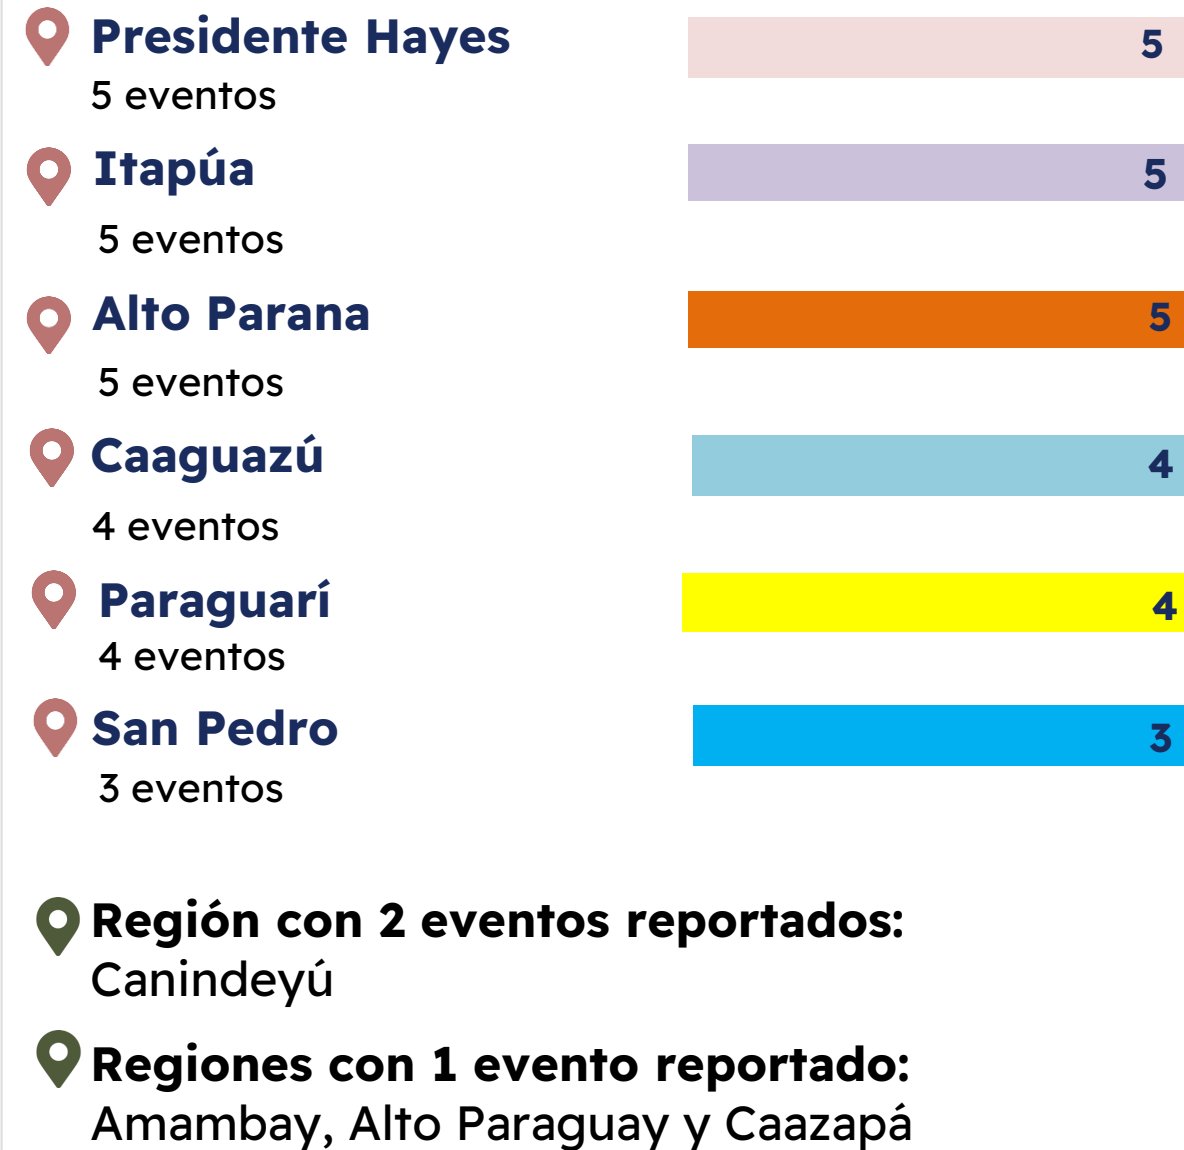 Presidente Hayes
5
5 eventos
Itapúa
5
5 eventos
Alto Parana
5
5 eventos
Caaguazú
4
4 eventos
Paraguarí
4
4 eventos
San Pedro
3
3 eventos
Región con 2 eventos reportados:
Canindeyú
Regiones con 1 evento reportado:
Amambay, Alto Paraguay y Caazapá